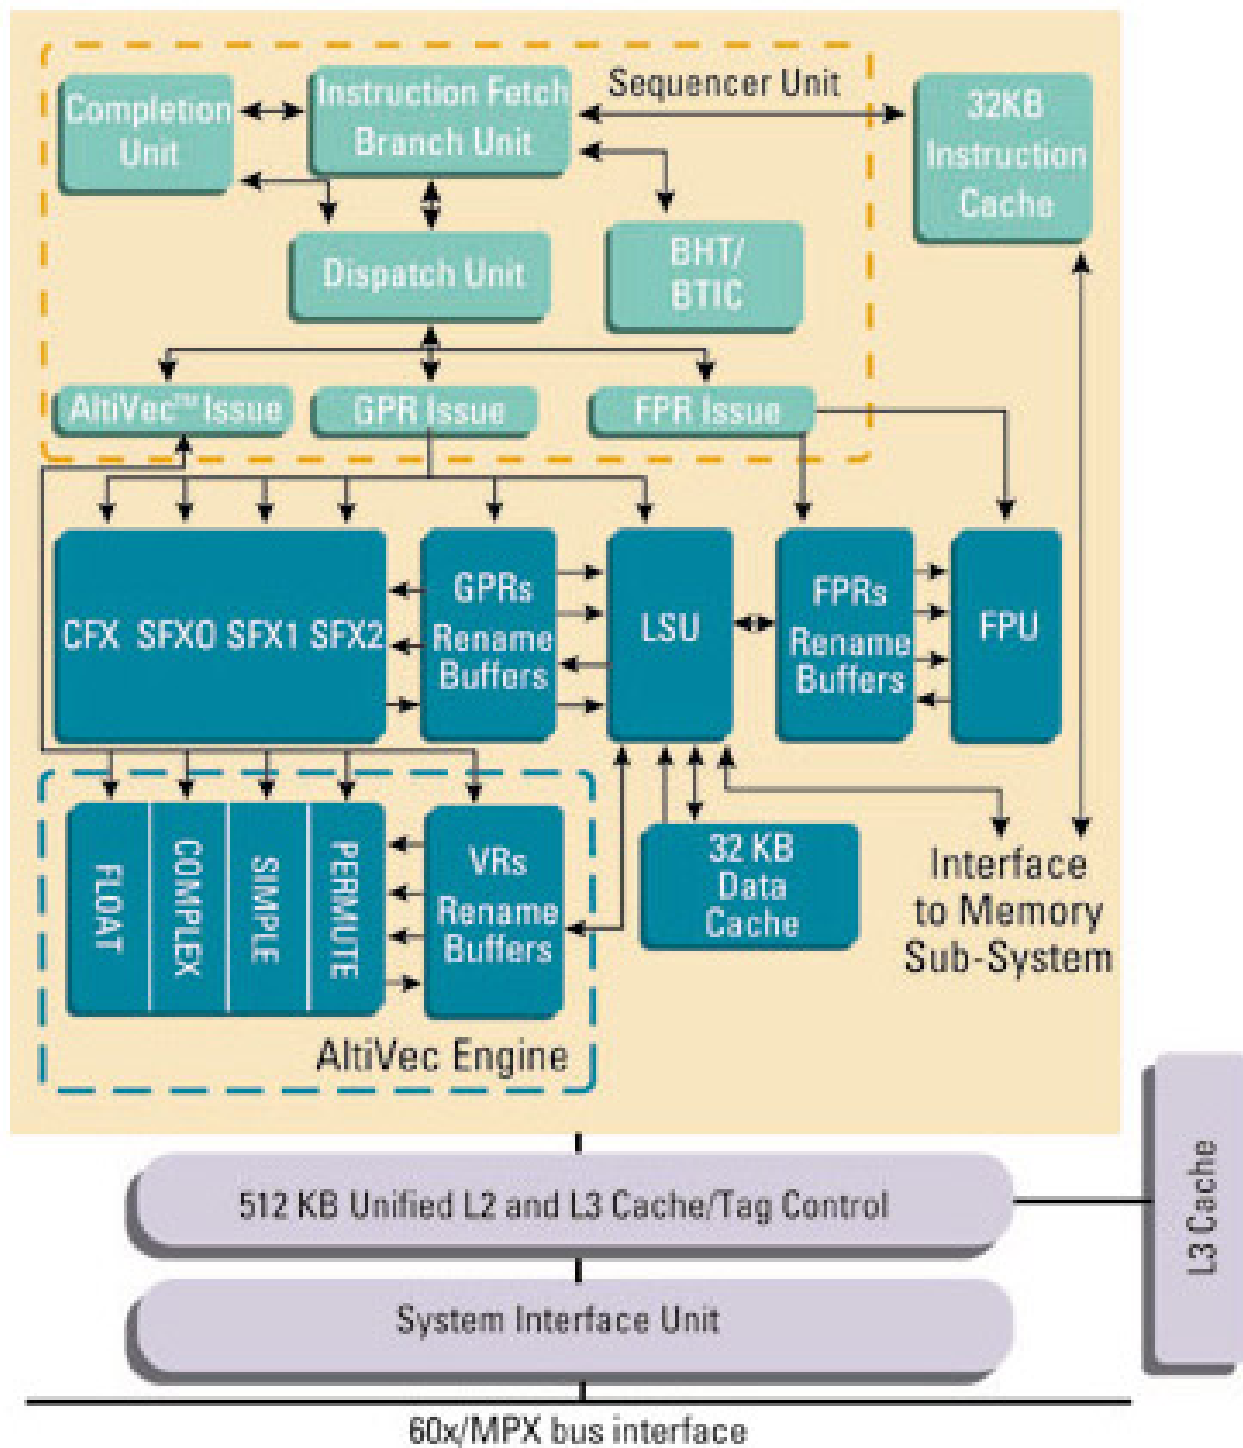 Sequencer Unit
Completion
Unit
Instruction Fetch
Branch Unit
32KB
Instruction
Cache
Dispatch Unit
BHT/
BTIC
AltiVec™ Issue
GPR Issue
FPR Issue
CFX SFX0 SFX1 SFX2
GPRs
Rename
Buffers
LSU
FPRs
Rename
Buffers
FPU
FLOAT
COMPLEX
SIMPLE
PERMUTE
VRs
Rename
Buffers
32 KB
Data
Cache
Interface
to Memory
Sub-System
AltiVec Engine
512 KB Unified L2 and L3 Cache/Tag Control
L3 Cache
System Interface Unit
60x/MPX bus interface